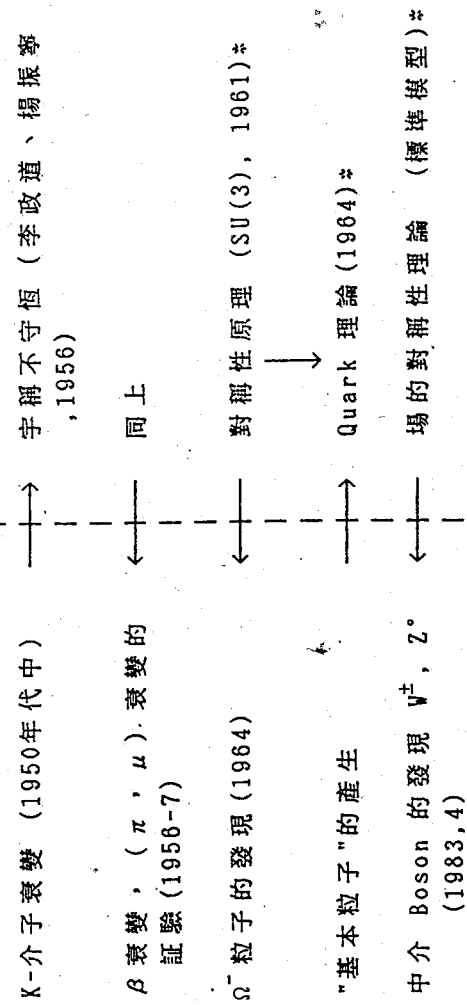 K-介子衰變 (1950年代中) → 宇稱不守恆 (李政道、楊振寧
,1956)
β 衰變, (π, μ) 衰變的 ← 同上
証驗 (1956-7)
Ω⁻ 粒子的發現 (1964) ← 對稱性原理 (SU(3), 1961)*
↓
"基本粒子"的產生 → Quark 理論 (1964)*
中介 Boson 的發現 W±, Z° ← 場的對稱性理論 (標準模型)*
(1983,4)